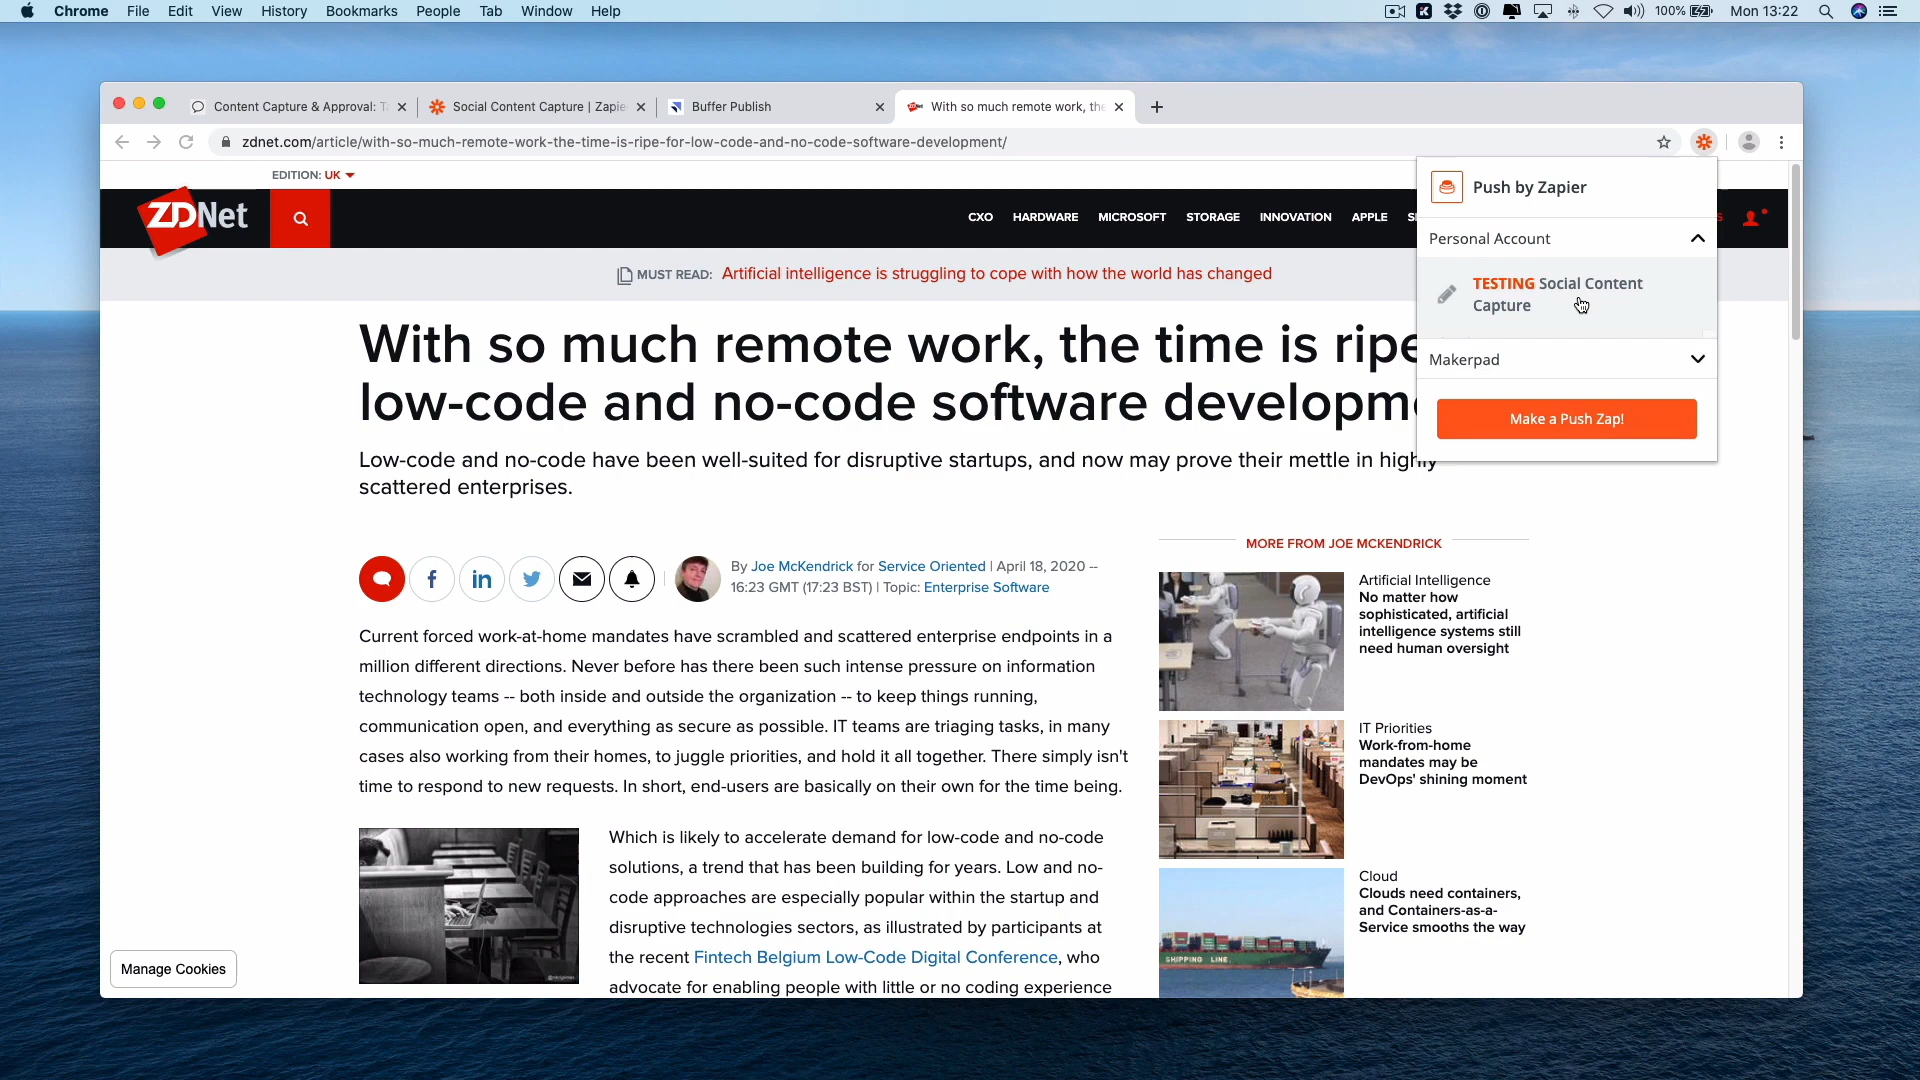 Chrome File Edit View History Bookmarks People Tab Window Help 100% Mon 13:22
Content Capture & Approval: T
Social Content Capture | Zapie
Buffer Publish
With so much remote work, the
zdnet.com/article/with-so-much-remote-work-the-time-is-ripe-for-low-code-and-no-code-software-development/
EDITION: UK
ZDNet
CXO HARDWARE MICROSOFT STORAGE INNOVATION APPLE S
MUST READ: Artificial intelligence is struggling to cope with how the world has changed
Push by Zapier
Personal Account
TESTING Social Content
Capture
Makerpad
Make a Push Zap!
With so much remote work, the time is ripe
low-code and no-code software developm
Low-code and no-code have been well-suited for disruptive startups, and now may prove their mettle in highly
scattered enterprises.
By Joe McKendrick for Service Oriented | April 18, 2020 --
16:23 GMT (17:23 BST) | Topic: Enterprise Software
Current forced work-at-home mandates have scrambled and scattered enterprise endpoints in a
million different directions. Never before has there been such intense pressure on information
technology teams -- both inside and outside the organization -- to keep things running,
communication open, and everything as secure as possible. IT teams are triaging tasks, in many
cases also working from their homes, to juggle priorities, and hold it all together. There simply isn't
time to respond to new requests. In short, end-users are basically on their own for the time being.
Which is likely to accelerate demand for low-code and no-code
solutions, a trend that has been building for years. Low and no-
code approaches are especially popular within the startup and
disruptive technologies sectors, as illustrated by participants at
the recent Fintech Belgium Low-Code Digital Conference, who
advocate for enabling people with little or no coding experience
MORE FROM JOE MCKENDRICK
Artificial Intelligence
No matter how
sophisticated, artificial
intelligence systems still
need human oversight
IT Priorities
Work-from-home
mandates may be
DevOps' shining moment
Cloud
Clouds need containers,
and Containers-as-a-
Service smooths the way
SHIPPING LINE
Manage Cookies